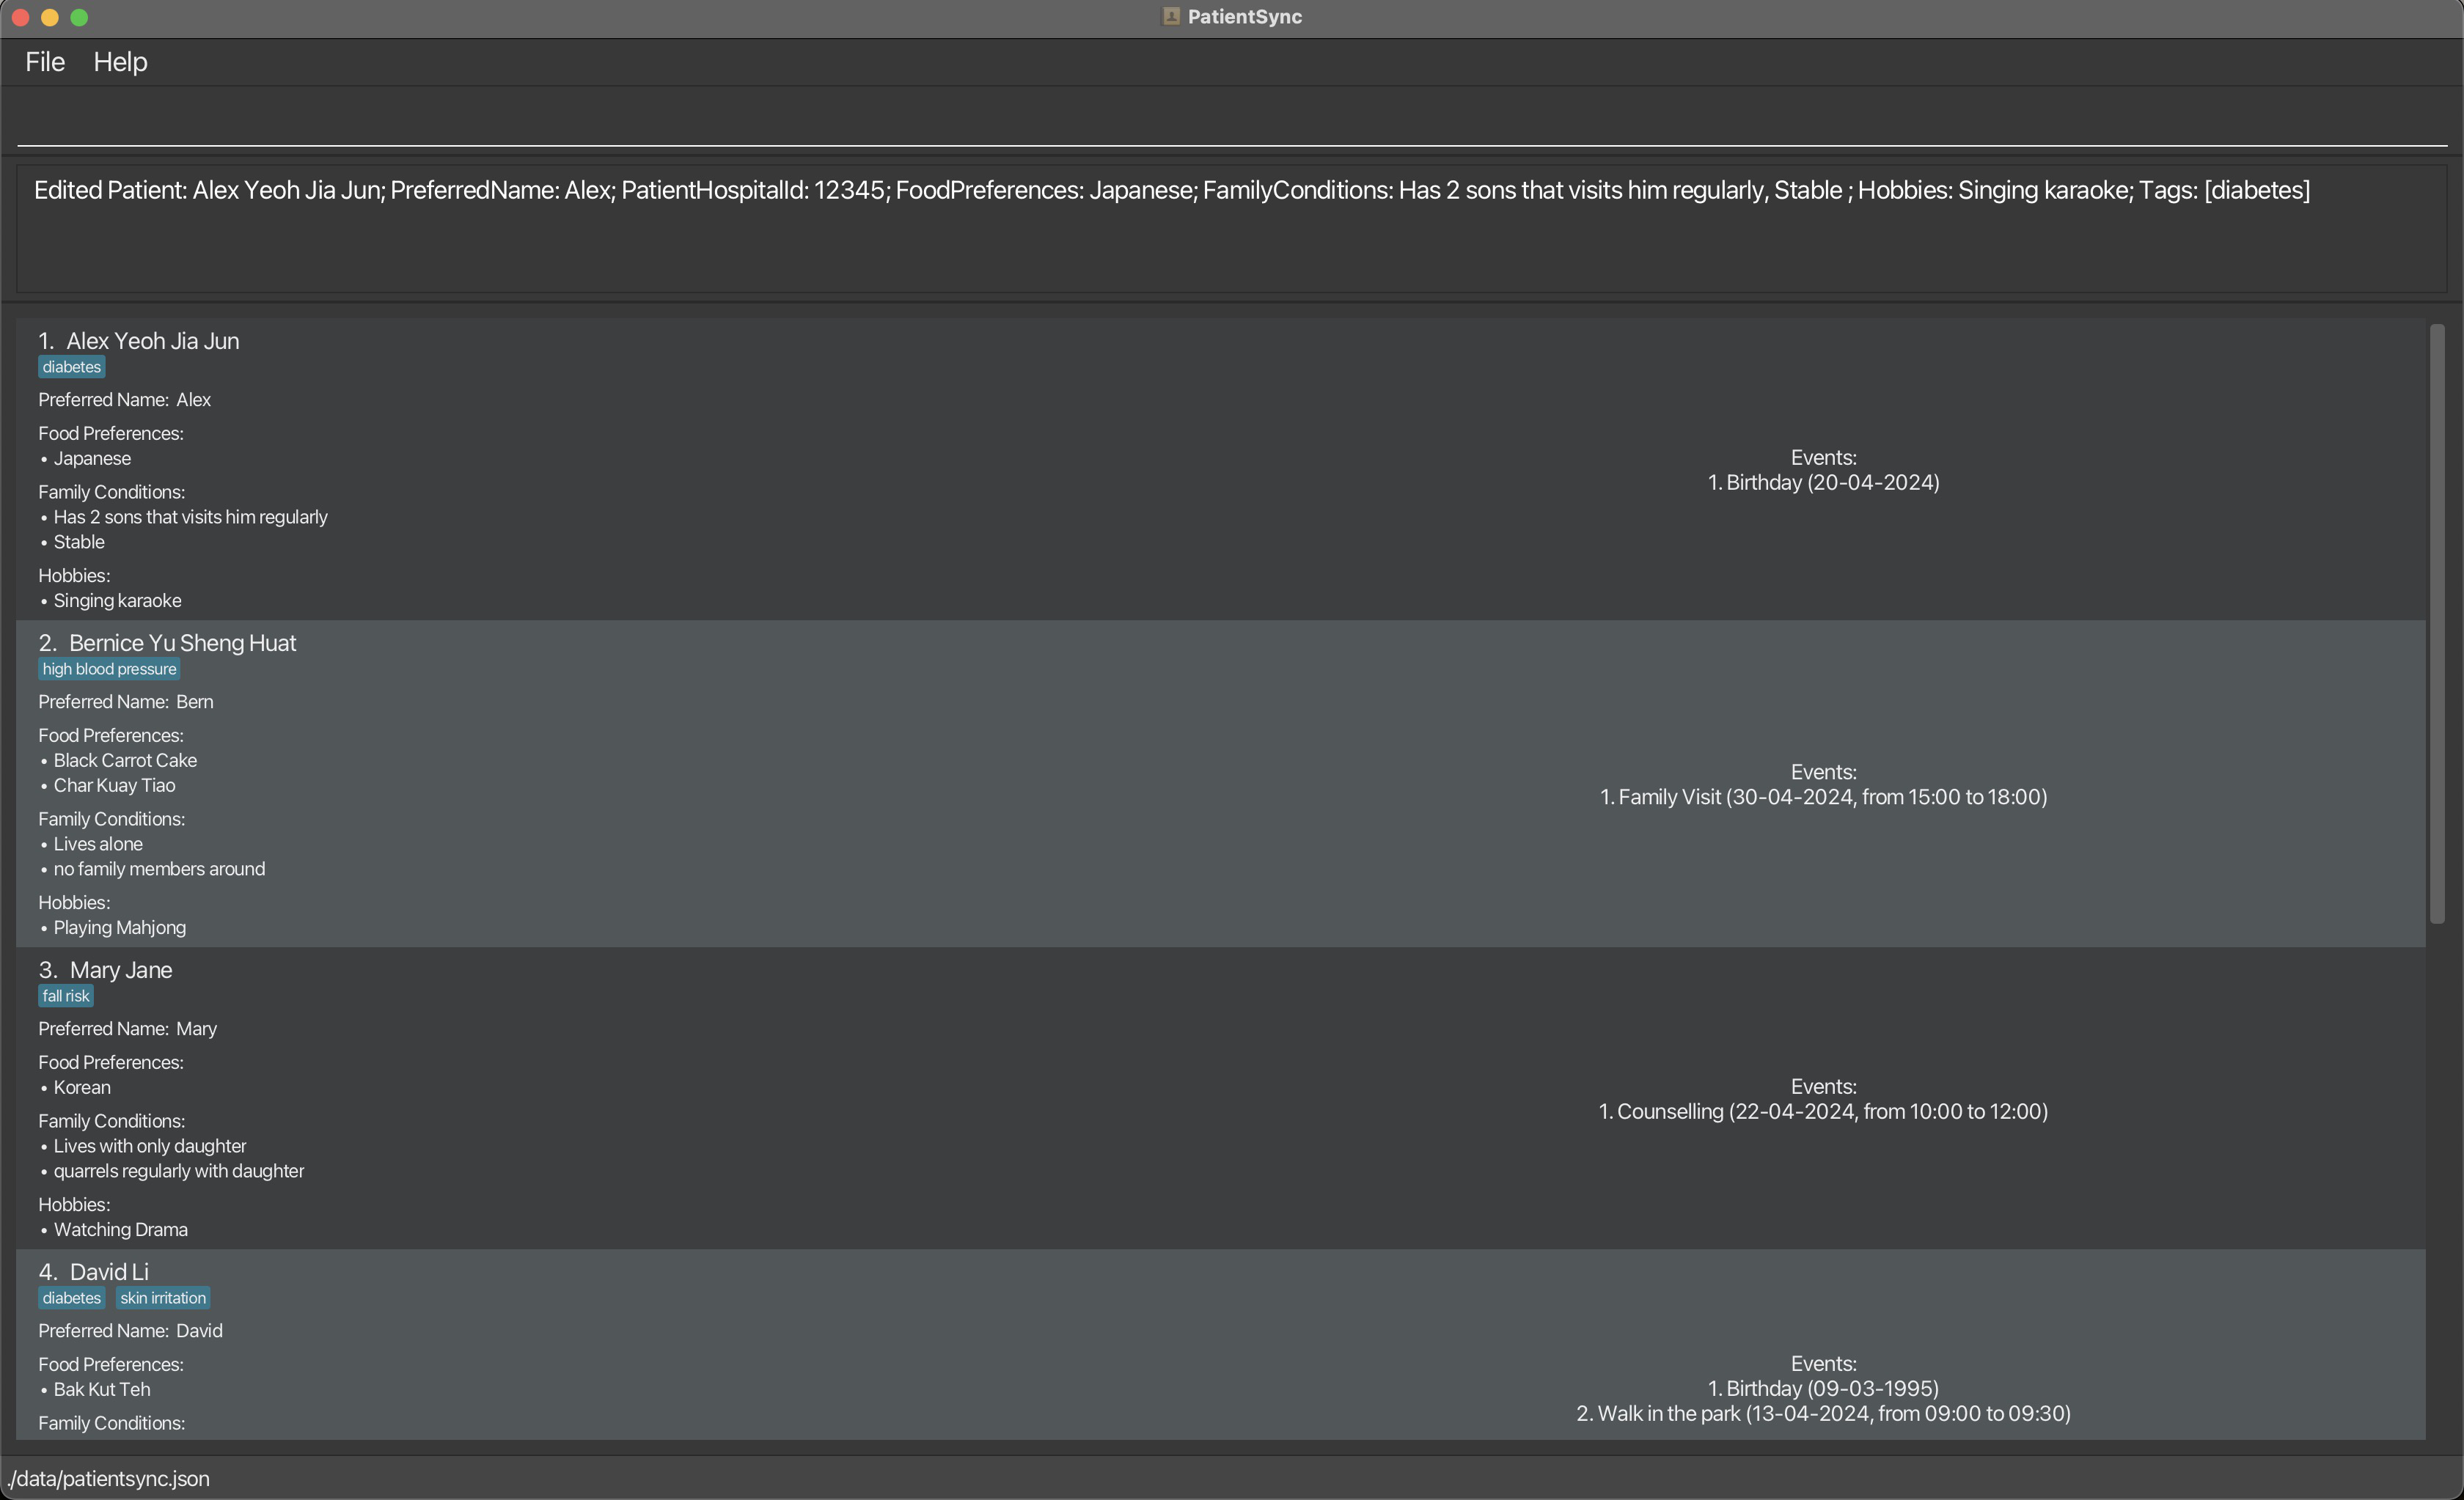 PatientSync
File Help
Edited Patient: Alex Yeoh Jia Jun; PreferredName: Alex; PatientHospitalId: 12345; FoodPreferences: Japanese; FamilyConditions: Has 2 sons that visits him regularly, Stable ; Hobbies: Singing karaoke; Tags: [diabetes]
1. Alex Yeoh Jia Jun
diabetes
Preferred Name: Alex
Food Preferences:
• Japanese
Family Conditions:
• Has 2 sons that visits him regularly
• Stable
Hobbies:
• Singing karaoke
Events:
1. Birthday (20-04-2024)
2. Bernice Yu Sheng Huat
high blood pressure
Preferred Name: Bern
Food Preferences:
• Black Carrot Cake
• Char Kuay Tiao
Family Conditions:
• Lives alone
• no family members around
Hobbies:
• Playing Mahjong
Events:
1. Family Visit (30-04-2024, from 15:00 to 18:00)
3. Mary Jane
fall risk
Preferred Name: Mary
Food Preferences:
• Korean
Family Conditions:
• Lives with only daughter
• quarrels regularly with daughter
Hobbies:
• Watching Drama
Events:
1. Counselling (22-04-2024, from 10:00 to 12:00)
4. David Li
diabetes skin irritation
Preferred Name: David
Food Preferences:
• Bak Kut Teh
Family Conditions:
Events:
1. Birthday (09-03-1995)
2. Walk in the park (13-04-2024, from 09:00 to 09:30)
./data/patientsync.json